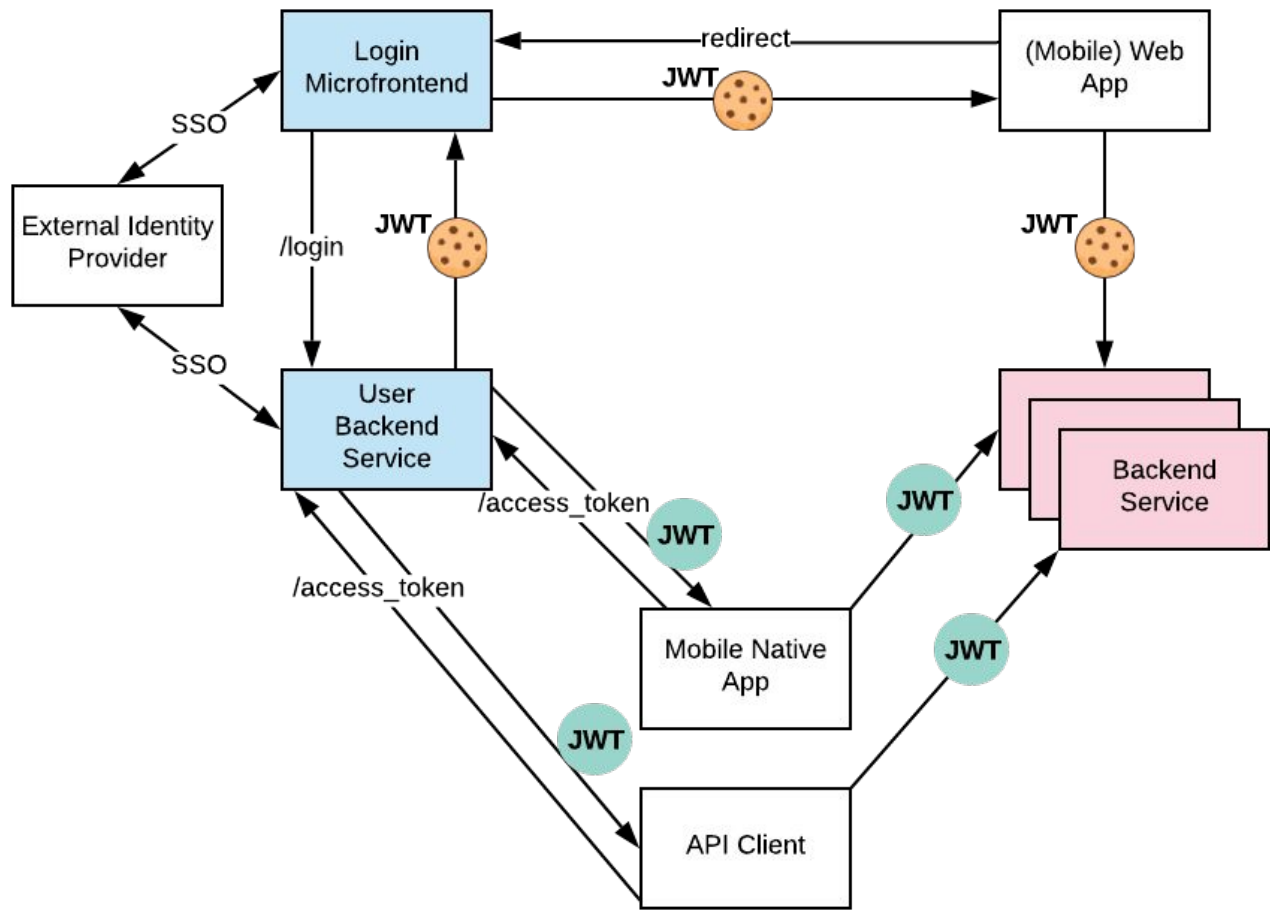 Login
Microfrontend
redirect
(Mobile) Web
App
JWT
SSO
External Identity
Provider
/login
JWT
JWT
SSO
User
Backend
Service
/access_token
JWT
JWT
Backend
Service
/access_token
Mobile Native
App
JWT
JWT
API Client